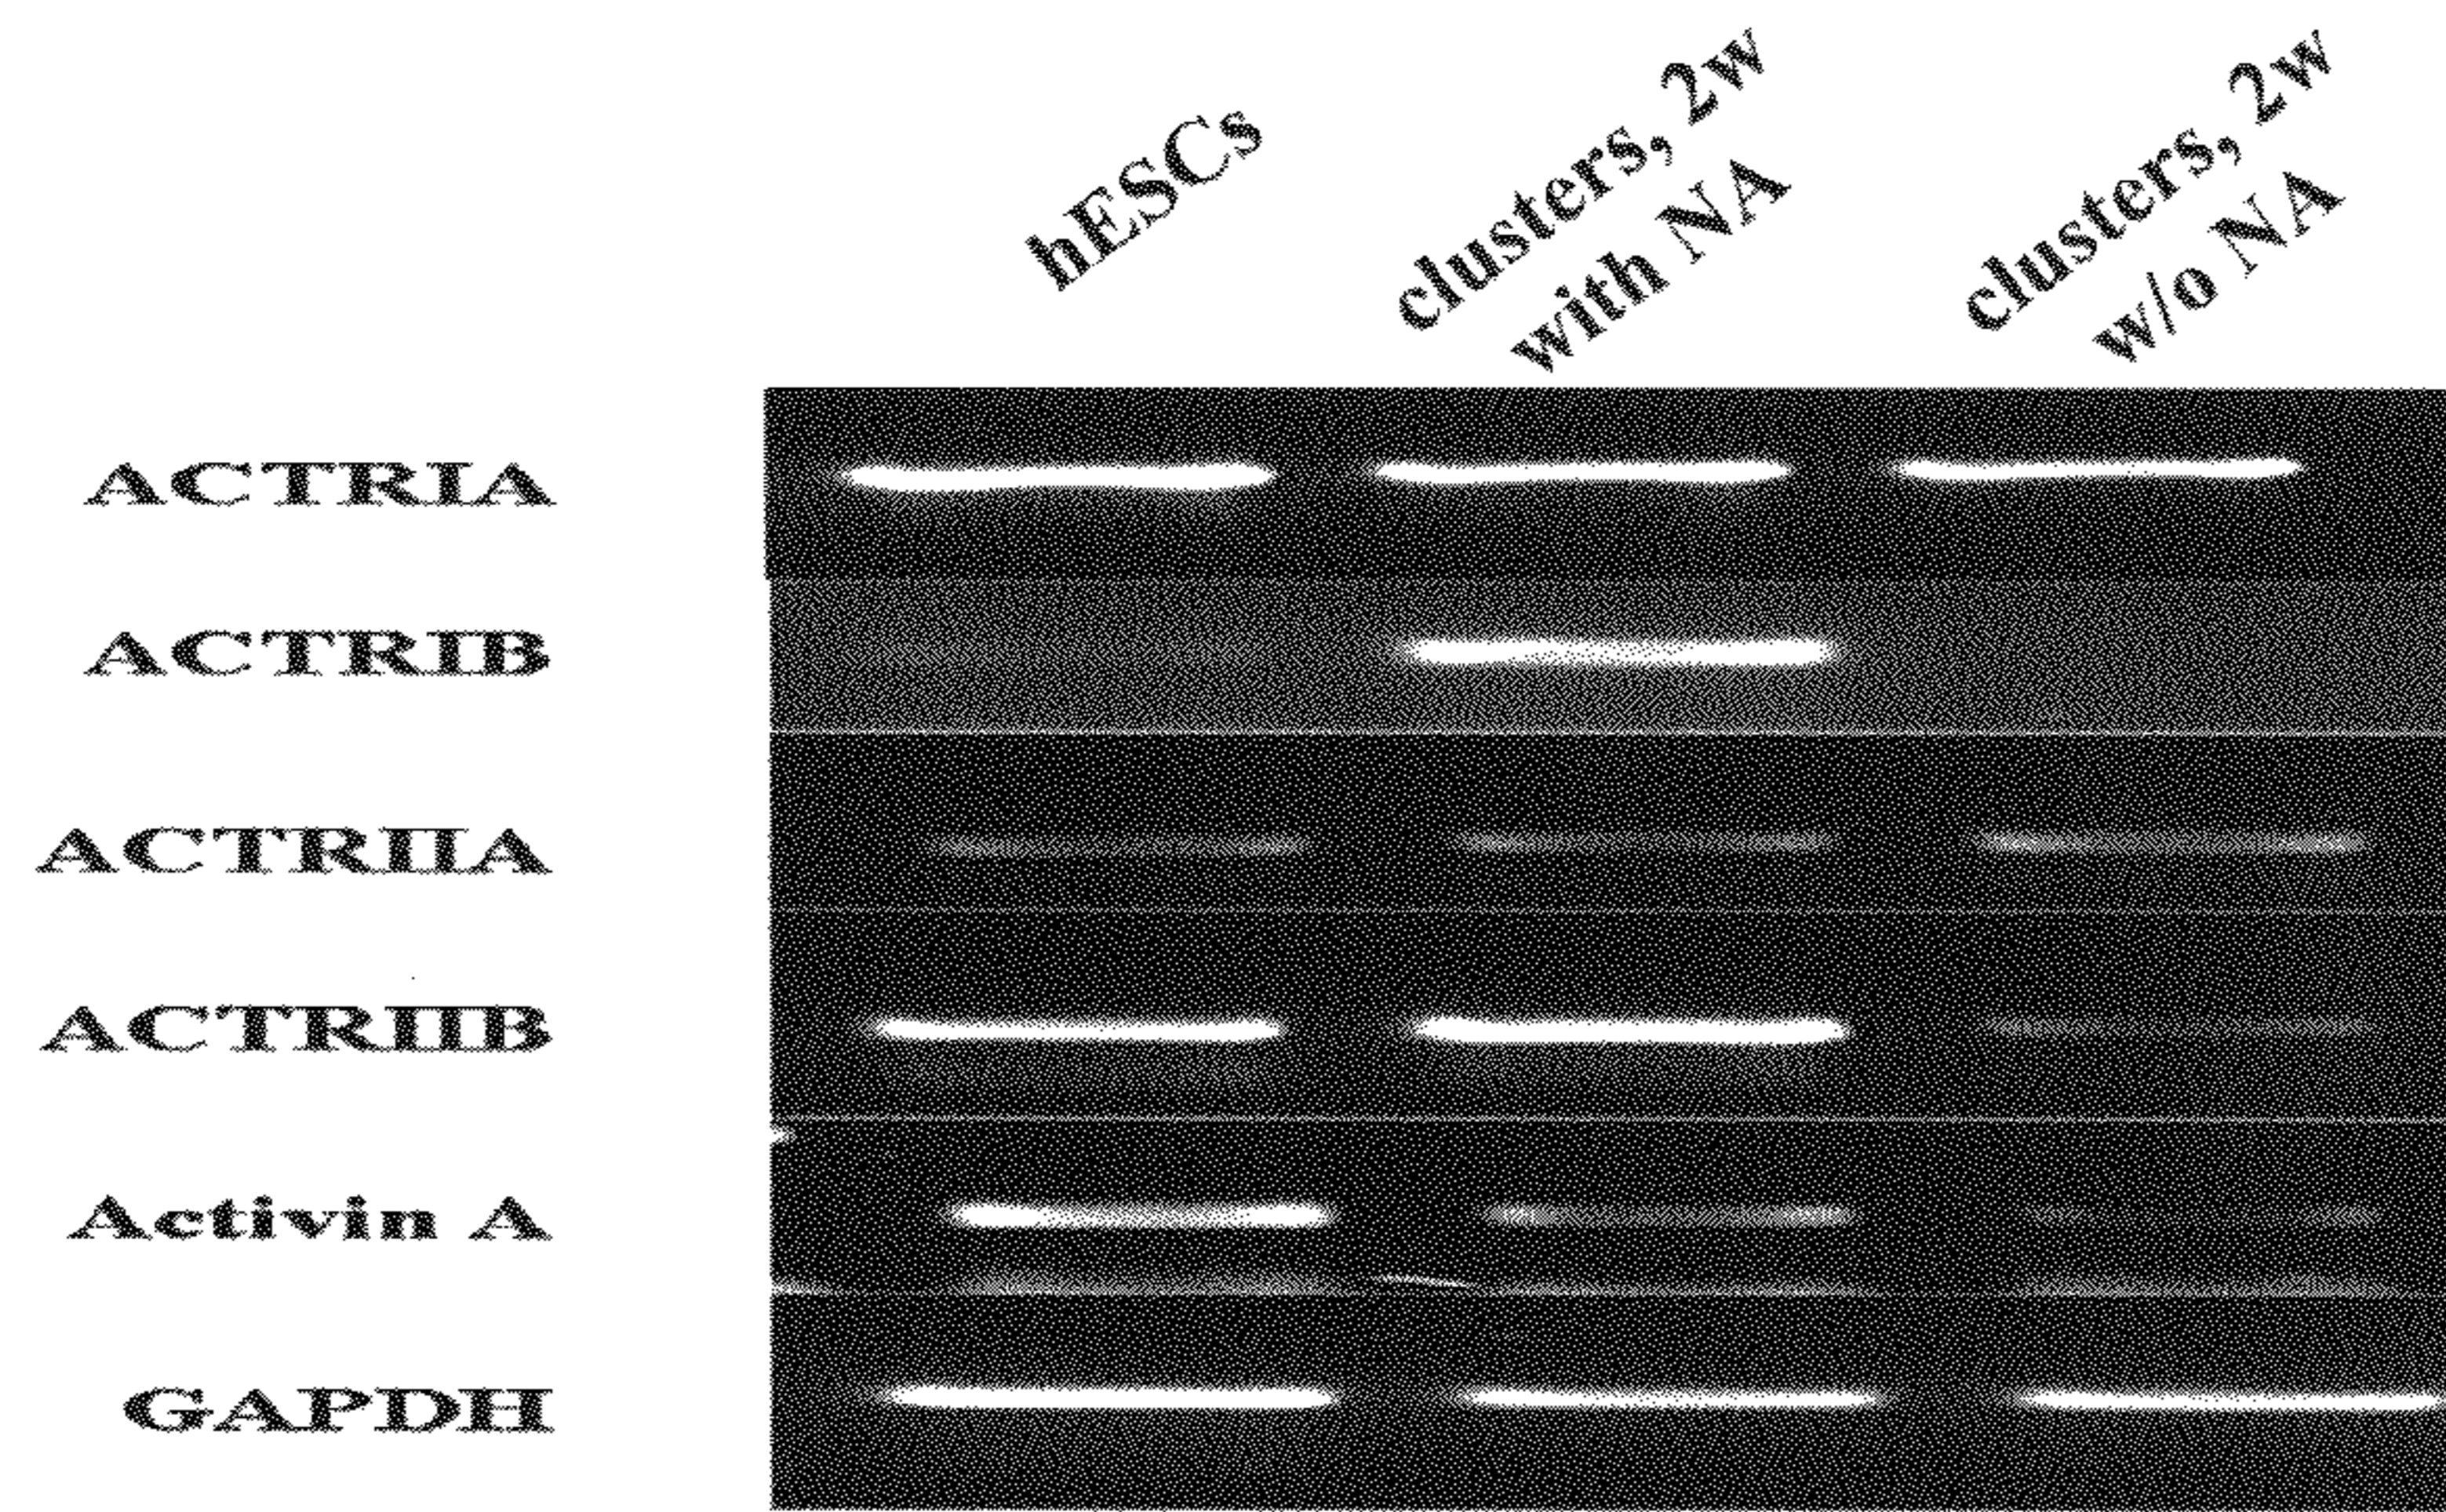 hESCs
clusters, 2w
with NA
clusters, 2w
w/o NA
ACTRIA
ACTRIB
ACTRIIA
ACTRIIB
Activin A
GAPDH